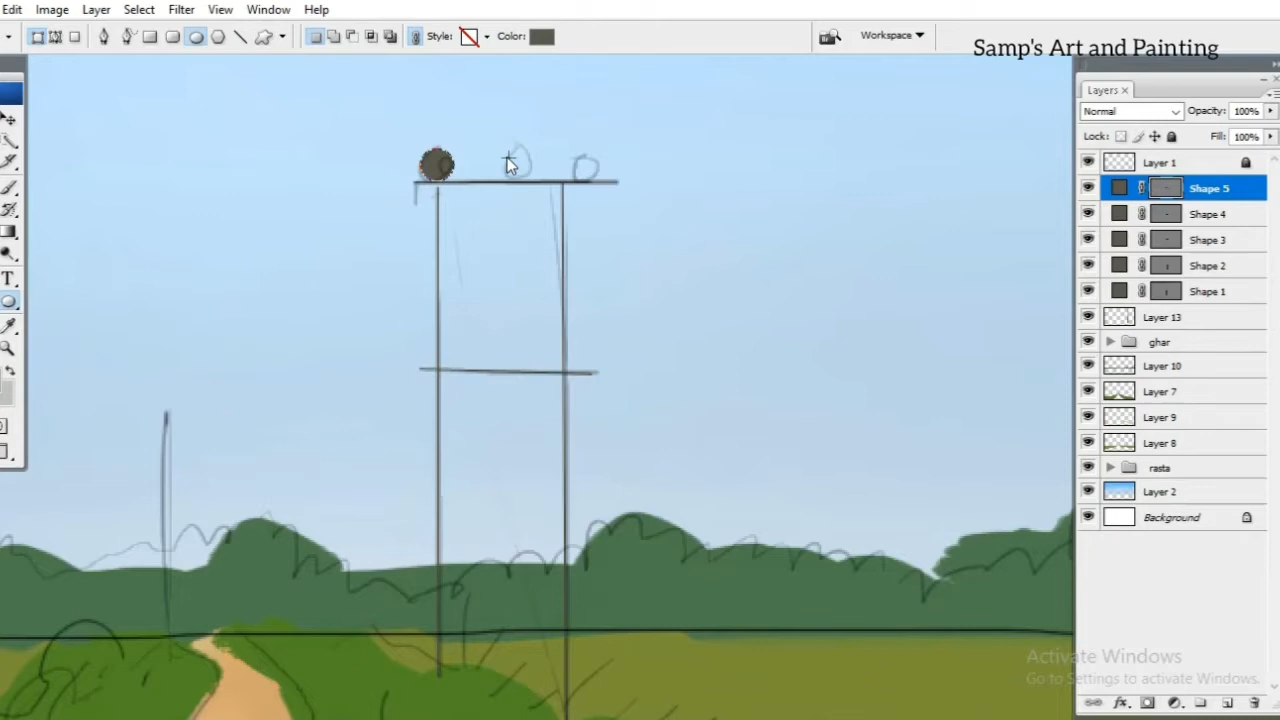 Edit Image Layer Select Filter View Window Help
Style: Color: Workspace
Samp's Art and Painting
Layers ×
Normal Opacity: 100%
Lock: Fill: 100%
Layer 1
Shape 5
Shape 4
Shape 3
Shape 2
Shape 1
Layer 13
ghar
Layer 10
Layer 7
Layer 9
Layer 8
rasta
Layer 2
Background
Activate Windows
Go to Settings to activate Windows.